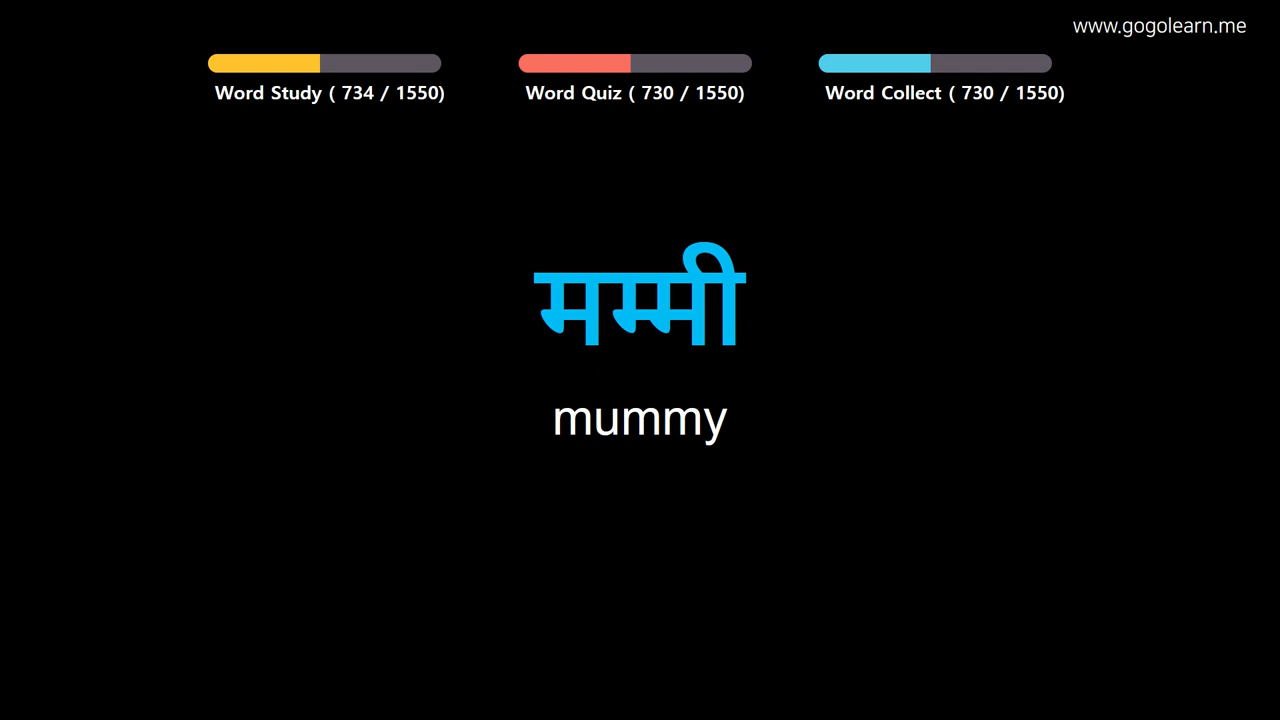 www.gogolearn.me
Word Study ( 734 / 1550)
Word Quiz ( 730 / 1550)
Word Collect ( 730 / 1550)
मम्मी
mummy